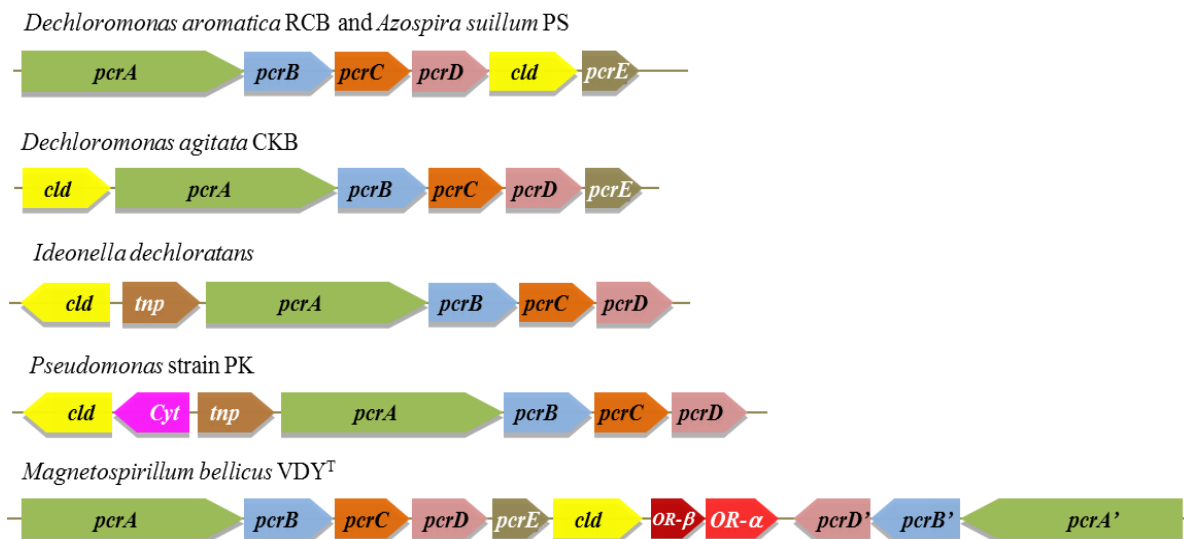 Dechloromonas aromatica RCB and Azospira suillum PS
pcrA pcrB pcrC pcrD cld pcrE
Dechloromonas agitata CKB
cld pcrA pcrB pcrC pcrD pcrE
Ideonella dechloratans
cld tnp pcrA pcrB pcrC pcrD
Pseudomonas strain PK
cld Cyt tnp pcrA pcrB pcrC pcrD
Magnetospirillum bellicus VDYᵀ
pcrA pcrB pcrC pcrD pcrE cld OR-β OR-α pcrD’ pcrB’ pcrA’